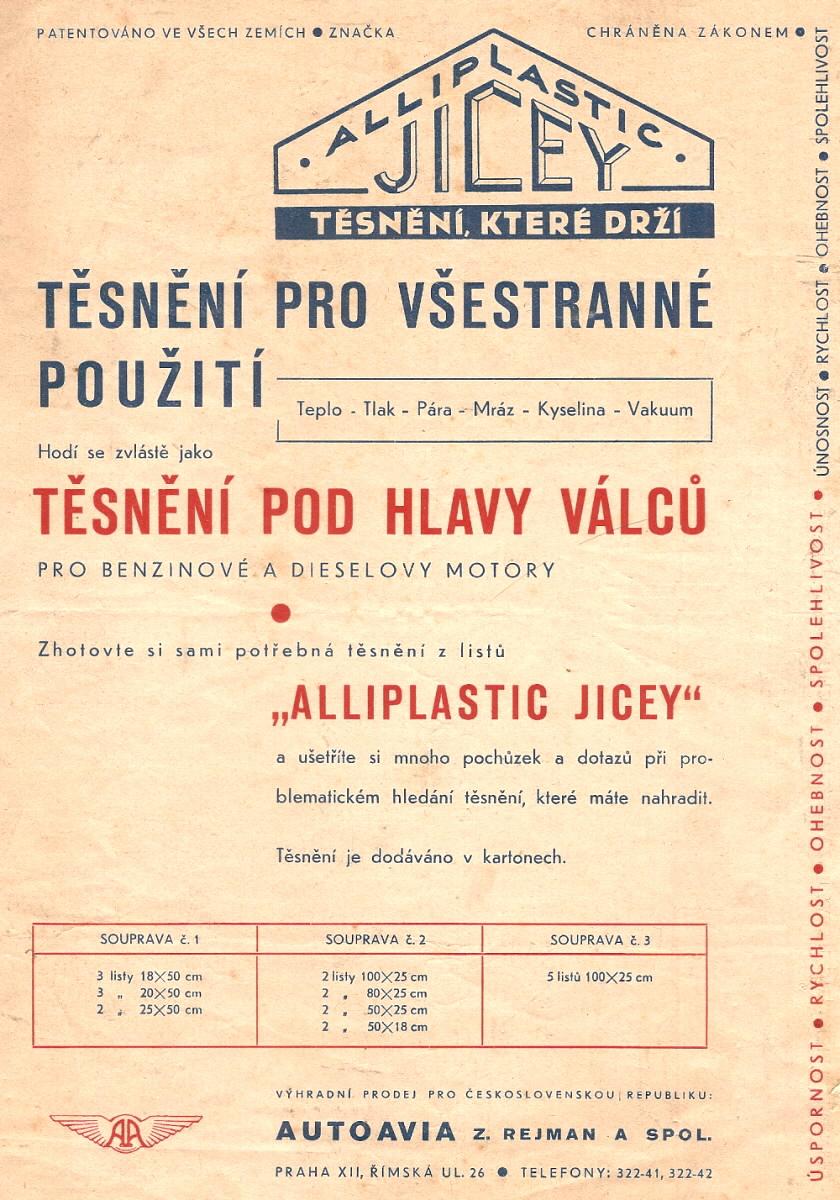 PATENTOVÁNO VE VŠECH ZEMÍCH ● ZNAČKA CHRÁNĚNA ZÁKONEM ●
ALLIPLASTIC
JICEY
TĚSNĚNÍ, KTERÉ DRŽÍ
TĚSNĚNÍ PRO VŠESTRANNÉ
POUŽITÍ
Teplo - Tlak - Pára - Mráz - Kyselina - Vakuum
Hodí se zvlástě jako
TĚSNĚNÍ POD HLAVY VÁLCŮ
PRO BENZINOVÉ A DIESELOVY MOTORY
Zhotovte si sami potřebná těsnění z listů
„ALLIPLASTIC JICEY“
a ušetříte si mnoho pochůzek a dotazů při pro-
blematickém hledání těsnění, které máte nahradit.
Těsnění je dodáváno v kartonech.
SOUPRAVA č. 1
3 listy 18×50 cm
3 „ 20×50 cm
2 „ 25×50 cm
SOUPRAVA č. 2
2 listy 100×25 cm
2 „ 80×25 cm
2 „ 50×25 cm
2 „ 50×18 cm
SOUPRAVA č. 3
5 listů 100×25 cm
VÝHRADNÍ PRODEJ PRO ČESKOSLOVENSKOU REPUBLIKU:
AA
AUTOAVIA Z. REJMAN A SPOL.
PRAHA XII, ŘÍMSKÁ UL. 26 ● TELEFONY: 322-41, 322-42
ÚSPORNOST ● RYCHLOST ● OHEBNOST ● SPOLEHLIVOST ● ÚNOSNOST ● RYCHLOST ● OHEBNOST ● SPOLEHLIVOST